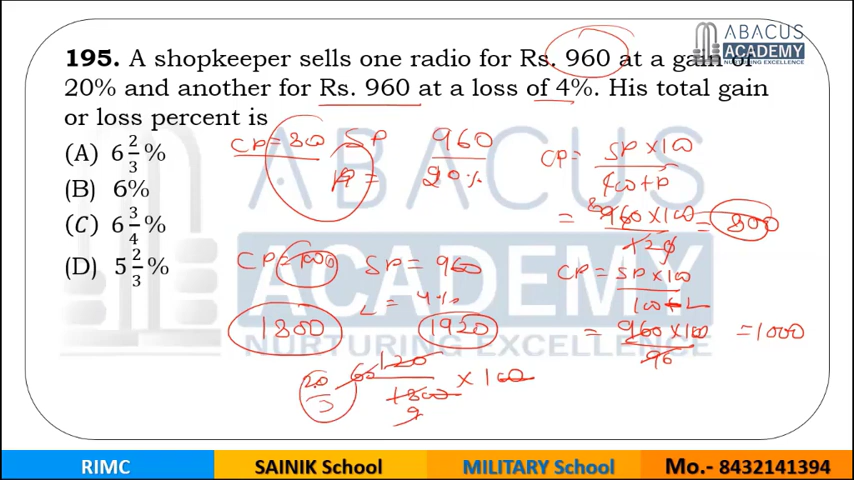 ABACUS
ACADEMY
NURTURING EXCELLENCE
195. A shopkeeper sells one radio for Rs. 960 at a gain of
20% and another for Rs. 960 at a loss of 4%. His total gain
or loss percent is
(A) 6 2/3 %
(B) 6%
(C) 6 3/4 %
(D) 5 2/3 %
CP = 800 SP 960
P = 20%
CP = SP × 100 / 100 + P
= 960 × 100 / 120 = 800
CP = 1000 SP = 960
L = 4%
CP = SP × 100 / 100 - L
= 960 × 100 / 96 = 1000
1800 1920
120 / 1800 × 100
20/3
ABACUS
ACADEMY
NURTURING EXCELLENCE
RIMC SAINIK School MILITARY School Mo.- 8432141394